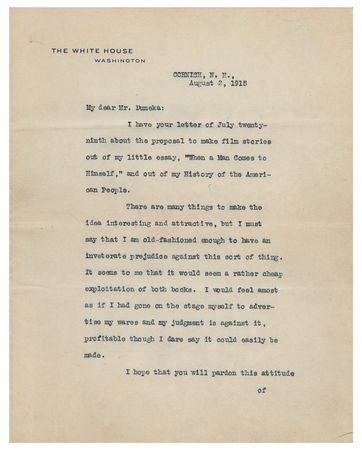 THE WHITE HOUSE
WASHINGTON
CORNISH, N. H.,
August 2, 1915
My dear Mr. Duneka:
I have your letter of July twenty-
ninth about the proposal to make film stories
out of my little essay, "When a Man Comes to
Himself," and out of my History of the Ameri-
can People.
There are many things to make the
idea interesting and attractive, but I must
say that I am old-fashioned enough to have an
inveterate prejudice against this sort of thing.
It seems to me that it would seem a rather cheap
exploitation of both books. I would feel amost
as if I had gone on the stage myself to adver-
tise my wares and my judgment is against it,
profitable though I dare say it could easily be
made.
I hope that you will pardon this attitude
of